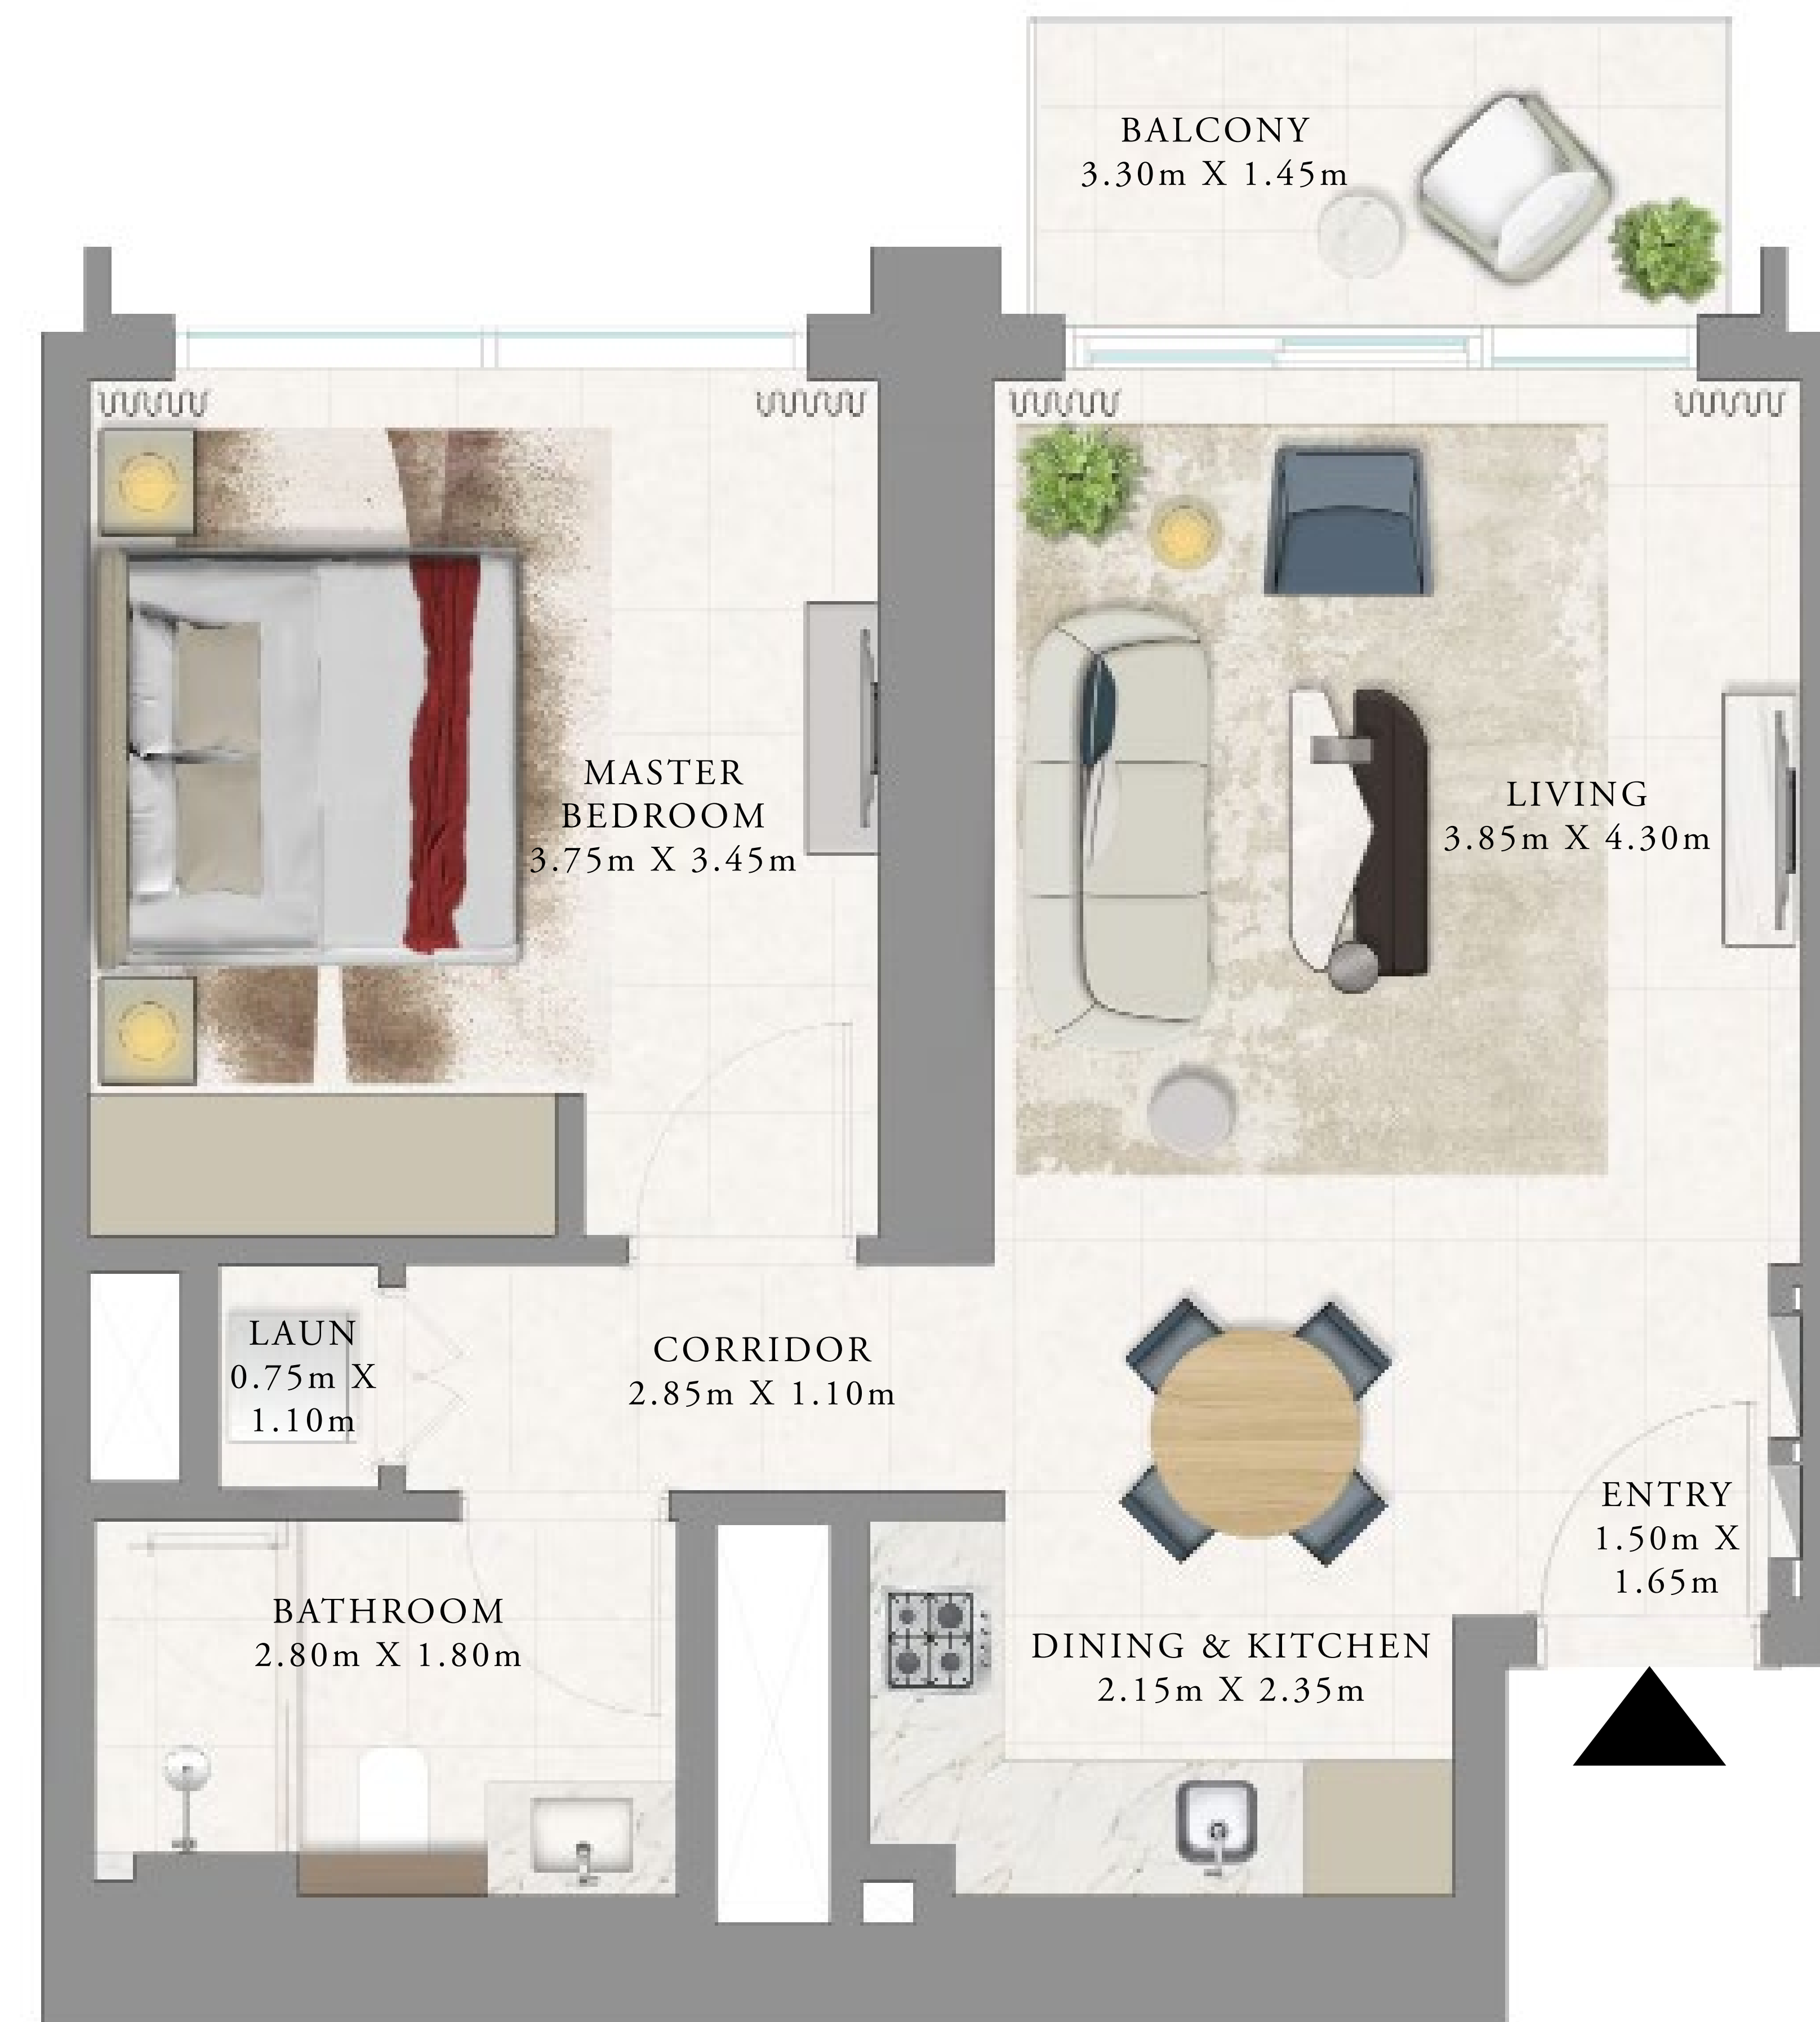 BALCONY
3.30m X 1.45m
MASTER
BEDROOM
3.75m X 3.45m
LIVING
3.85m X 4.30m
LAUN
0.75m X
1.10m
CORRIDOR
2.85m X 1.10m
ENTRY
1.50m X
1.65m
BATHROOM
2.80m X 1.80m
DINING & KITCHEN
2.15m X 2.35m